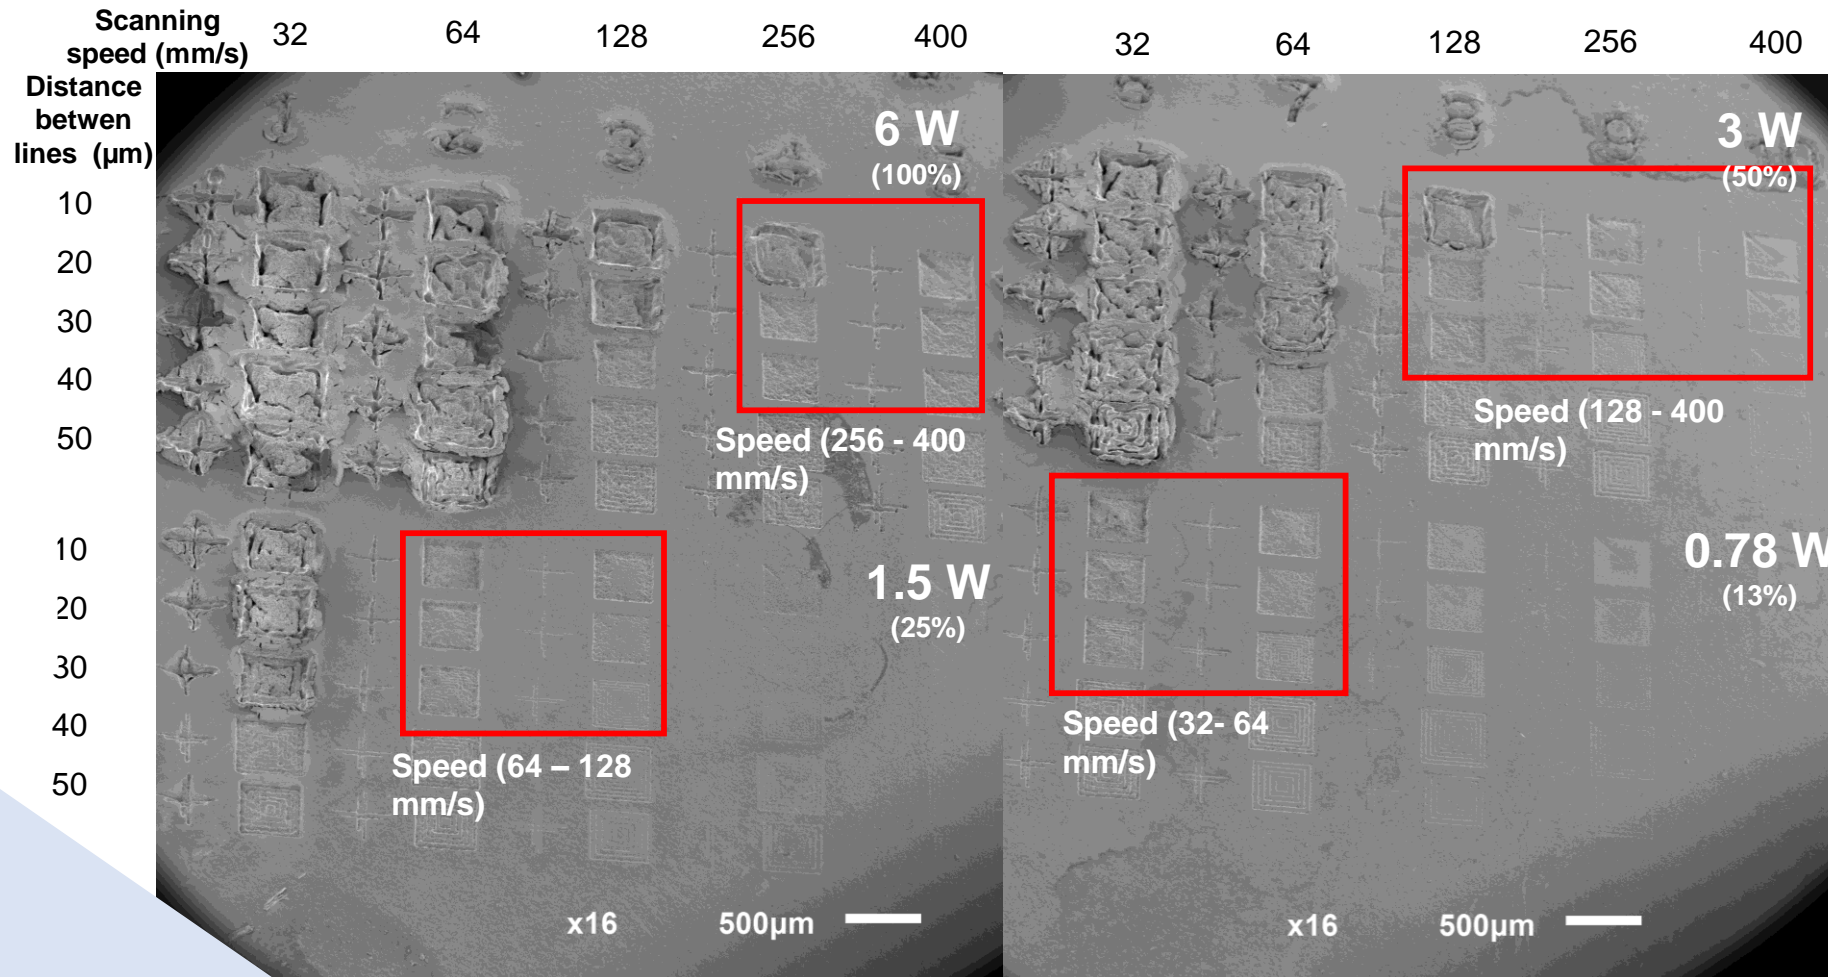 Scanning
speed (mm/s)
32 64 128 256 400
32 64 128 256 400
Distance
betwen
lines (µm)
10
20
30
40
50
10
20
30
40
50
6 W
(100%)
Speed (256 - 400
mm/s)
1.5 W
(25%)
Speed (64 – 128
mm/s)
x16 500µm
3 W
(50%)
Speed (128 - 400
mm/s)
0.78 W
(13%)
Speed (32- 64
mm/s)
x16 500µm